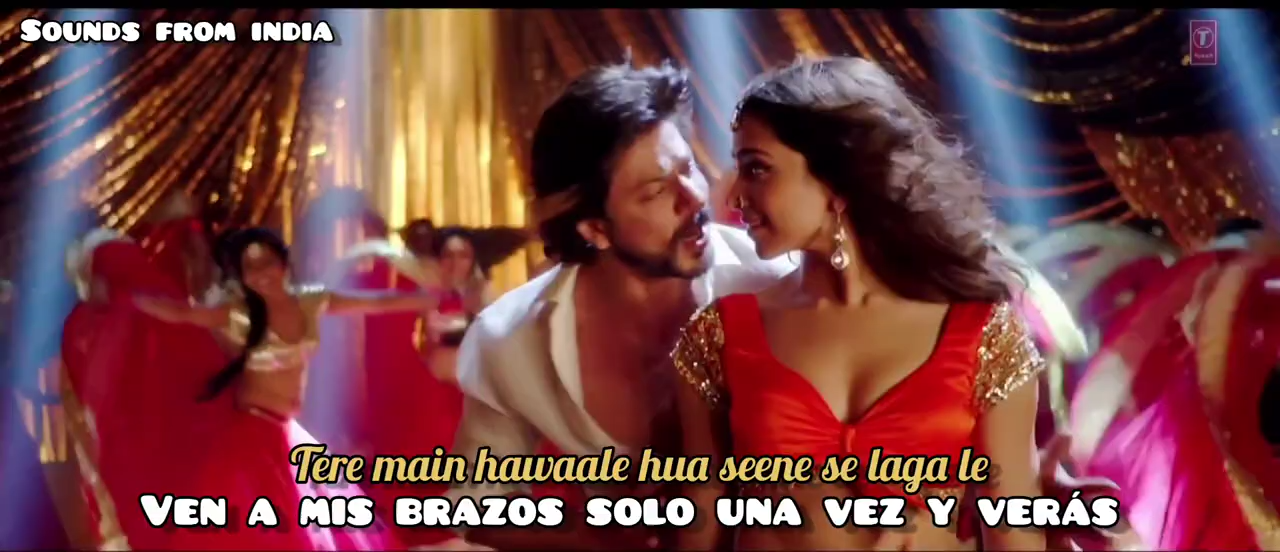 Sounds from india
T
Tere main hawaale hua seene se laga le
Ven a mis brazos solo una vez y verás